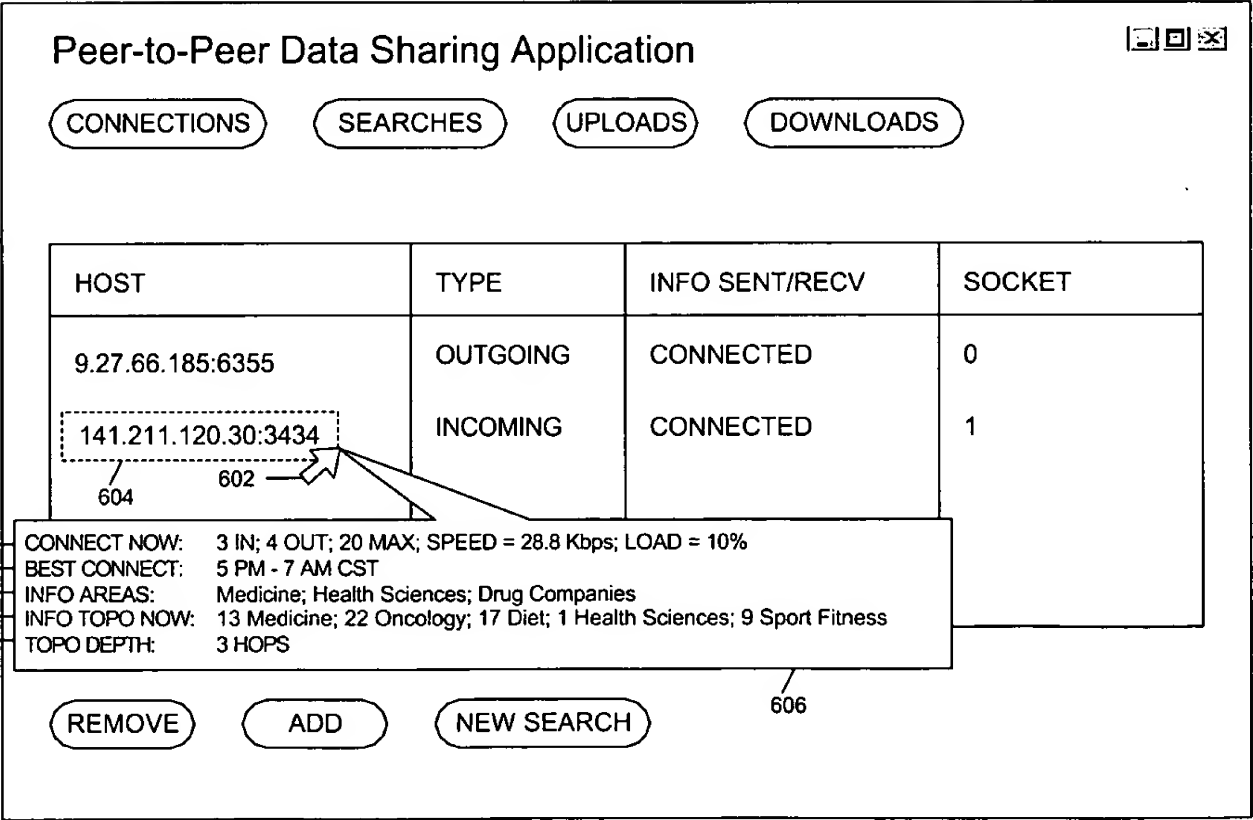 Peer-to-Peer Data Sharing Application
CONNECTIONS SEARCHES UPLOADS DOWNLOADS
HOST TYPE INFO SENT/RECV SOCKET
9.27.66.185:6355 OUTGOING CONNECTED 0
141.211.120.30:3434 INCOMING CONNECTED 1
604 602
CONNECT NOW: 3 IN; 4 OUT; 20 MAX; SPEED = 28.8 Kbps; LOAD = 10%
BEST CONNECT: 5 PM - 7 AM CST
INFO AREAS: Medicine; Health Sciences; Drug Companies
INFO TOPO NOW: 13 Medicine; 22 Oncology; 17 Diet; 1 Health Sciences; 9 Sport Fitness
TOPO DEPTH: 3 HOPS
606
REMOVE ADD NEW SEARCH